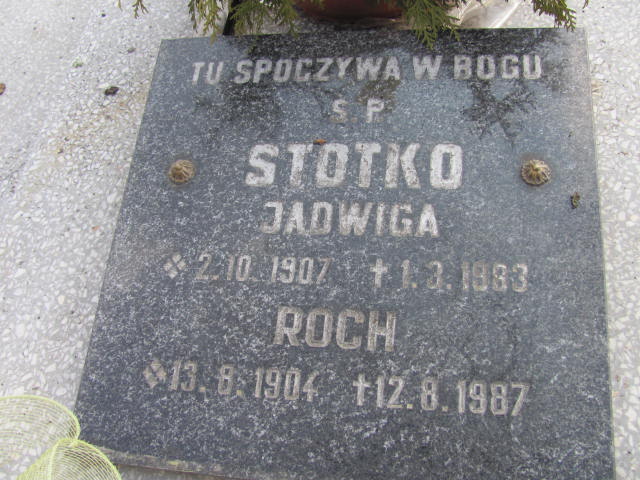 TU SPOCZYWA W BOGU
Ś.P.
STOTKO
JADWIGA
2.10.1907 †1.3.1983
ROCH
13.8.1904 †12.8.1987